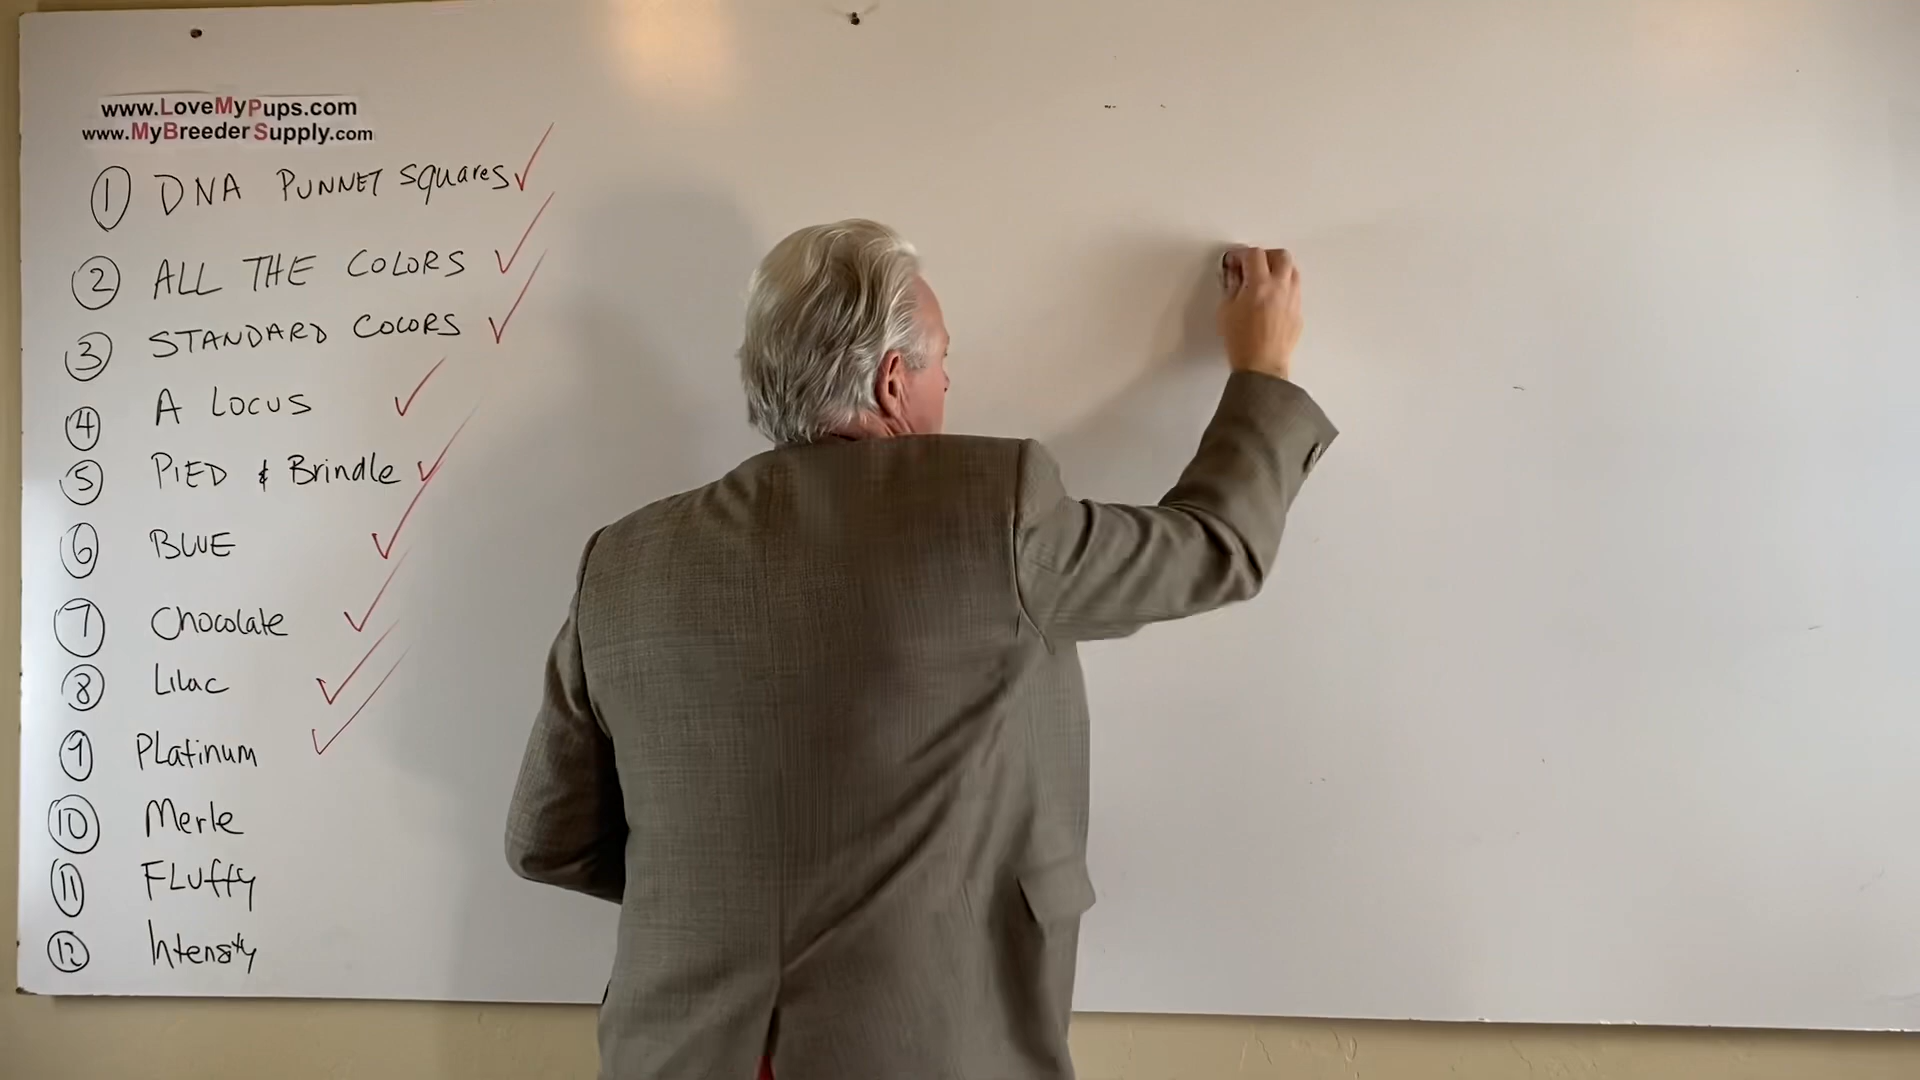 www.LoveMyPups.com
www.MyBreederSupply.com
1 DNA PUNNET Squares ✓
2 ALL THE COLORS ✓
3 STANDARD COLORS ✓
4 A LOCUS ✓
5 PIED & Brindle ✓
6 BLUE ✓
7 Chocolate ✓
8 Lilac ✓
9 PLatinum ✓
10 Merle
11 FLuffy
12 Intensity